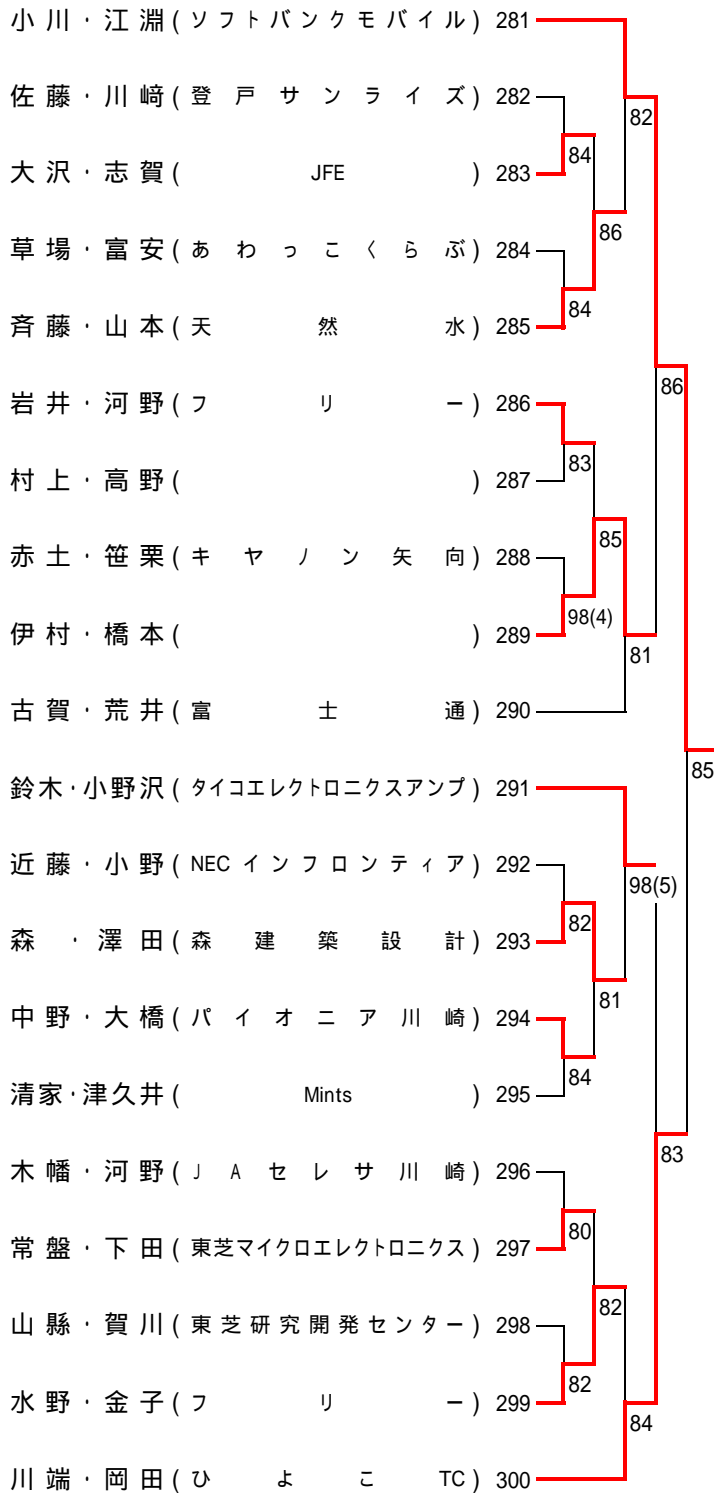 小川・江淵(ソフトバンクモバイル) 281
82
佐藤・川﨑(登戸サンライズ) 282
84
大沢・志賀(JFE) 283
86
草場・富安(あわっこくらぶ) 284
84
斉藤・山本(天然水) 285
86
岩井・河野(フリー) 286
83
村上・高野( ) 287
85
赤土・笹栗(キヤノン矢向) 288
98(4)
伊村・橋本( ) 289
81
古賀・荒井(富士通) 290
85
鈴木・小野沢(タイコエレクトロニクスアンプ) 291
近藤・小野(NECインフロンティア) 292
98(5)
82
森・澤田(森建築設計) 293
81
中野・大橋(パイオニア川崎) 294
84
清家・津久井(Mints) 295
83
木幡・河野(JAセレサ川崎) 296
80
常盤・下田(東芝マイクロエレクトロニクス) 297
82
山縣・賀川(東芝研究開発センター) 298
82
水野・金子(フリー) 299
84
川端・岡田(ひよこTC) 300